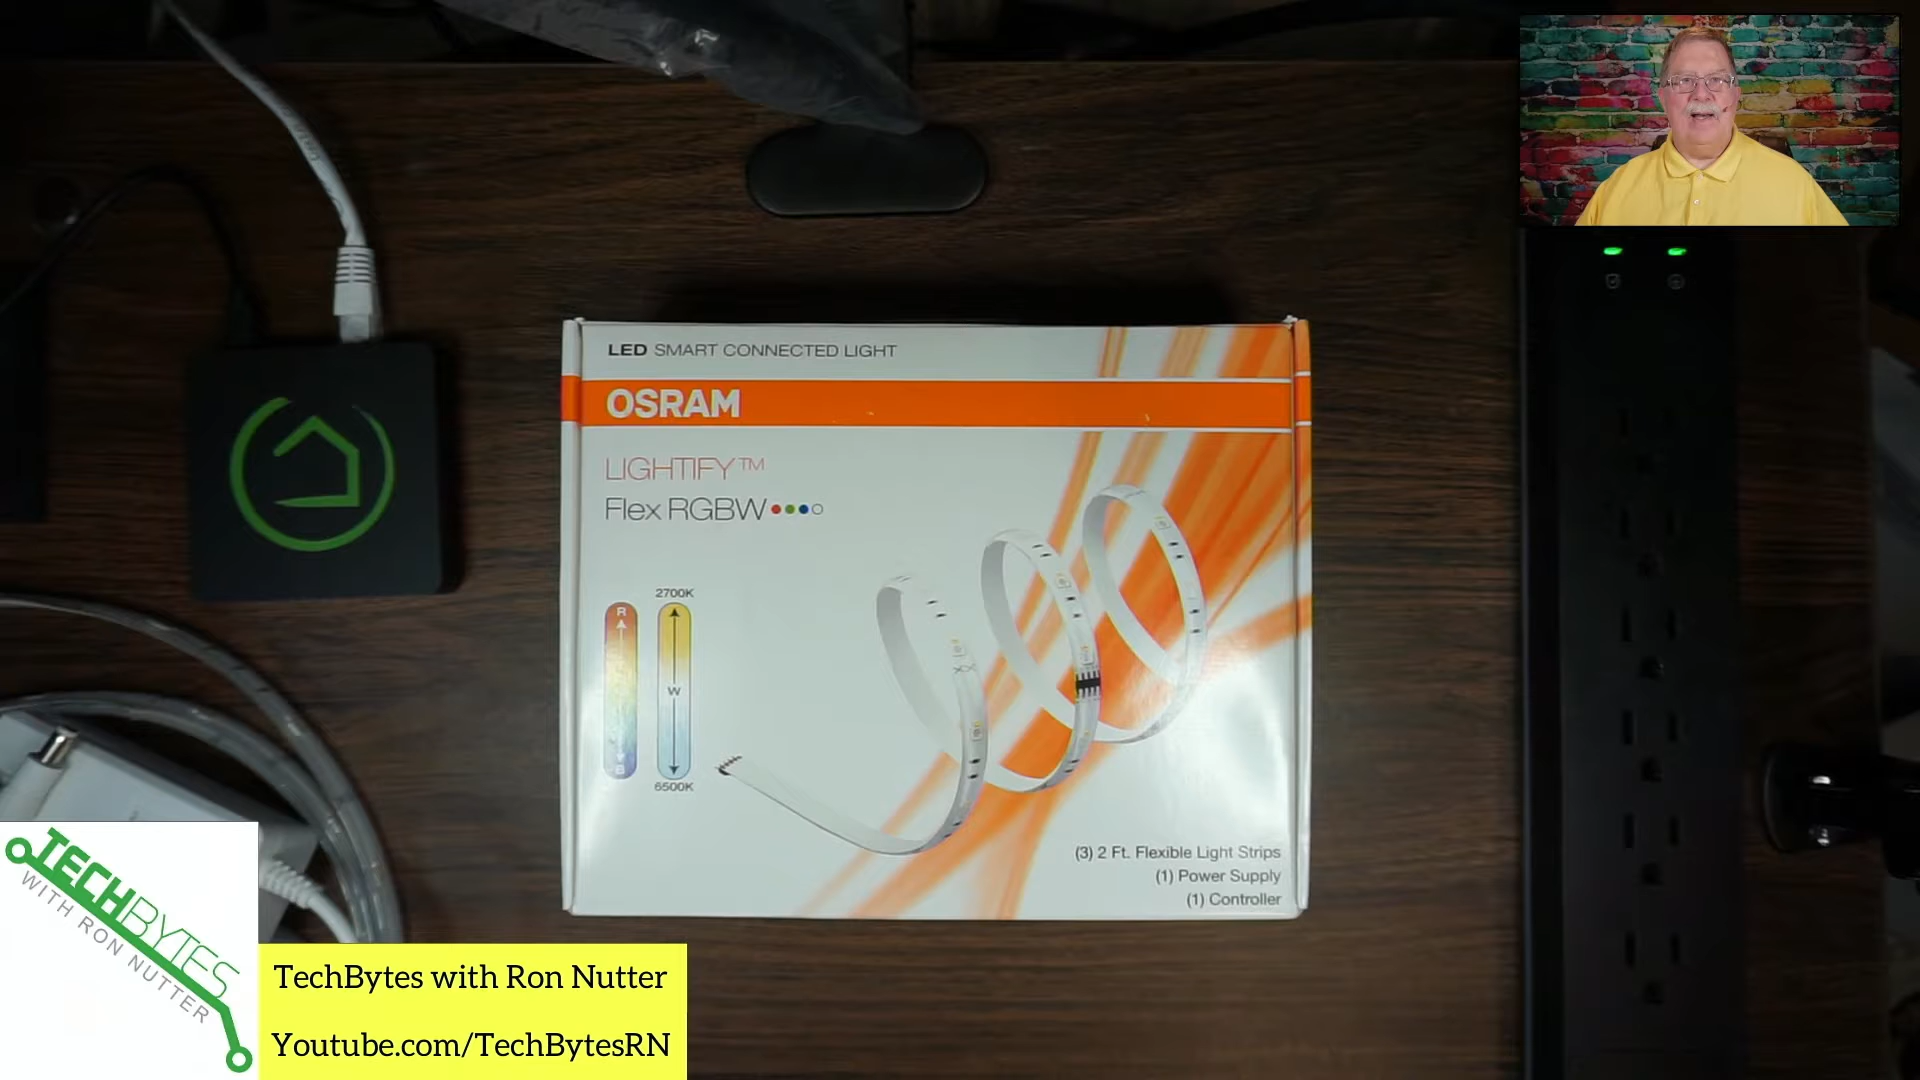 LED SMART CONNECTED LIGHT
OSRAM
LIGHTIFY™
Flex RGBW
2700K
R
W
B
6500K
(3) 2 Ft. Flexible Light Strips
(1) Power Supply
(1) Controller
TECHBYTES
WITH RON NUTTER
TechBytes with Ron Nutter
Youtube.com/TechBytesRN